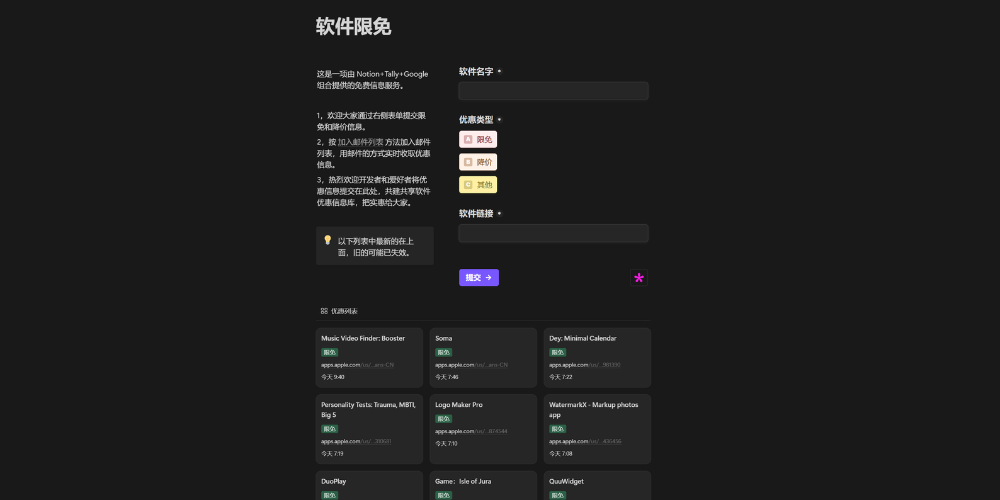 软件限免
这是一项由 Notion+Tally+Google
组合提供的免费信息服务。
1，欢迎大家通过右侧表单提交限
免和降价信息。
2，按 加入邮件列表 方法加入邮件
列表，用邮件的方式实时收取优惠
信息。
3，热烈欢迎开发者和爱好者将优
惠信息提交在此处，共建共享软件
优惠信息库，把实惠给大家。
以下列表中最新的在上
面，旧的可能已失效。
软件名字 *
优惠类型 *
A 限免
B 降价
C 其他
软件链接 *
提交 →
优惠列表
Music Video Finder: Booster
限免
apps.apple.com/us/...ans-CN
今天 9:40
Soma
限免
apps.apple.com/us/...ans-CN
今天 7:46
Dey: Minimal Calendar
限免
apps.apple.com/us/
今天 7:22
Personality Tests: Trauma, MBTI,
Big 5
限免
apps.apple.com/us/
今天 7:19
Logo Maker Pro
限免
apps.apple.com/us/
今天 7:10
WatermarkX - Markup photos
app
限免
apps.apple.com/us/
今天 7:08
DuoPlay
限免
Game：Isle of Jura
限免
QuuWidget
限免